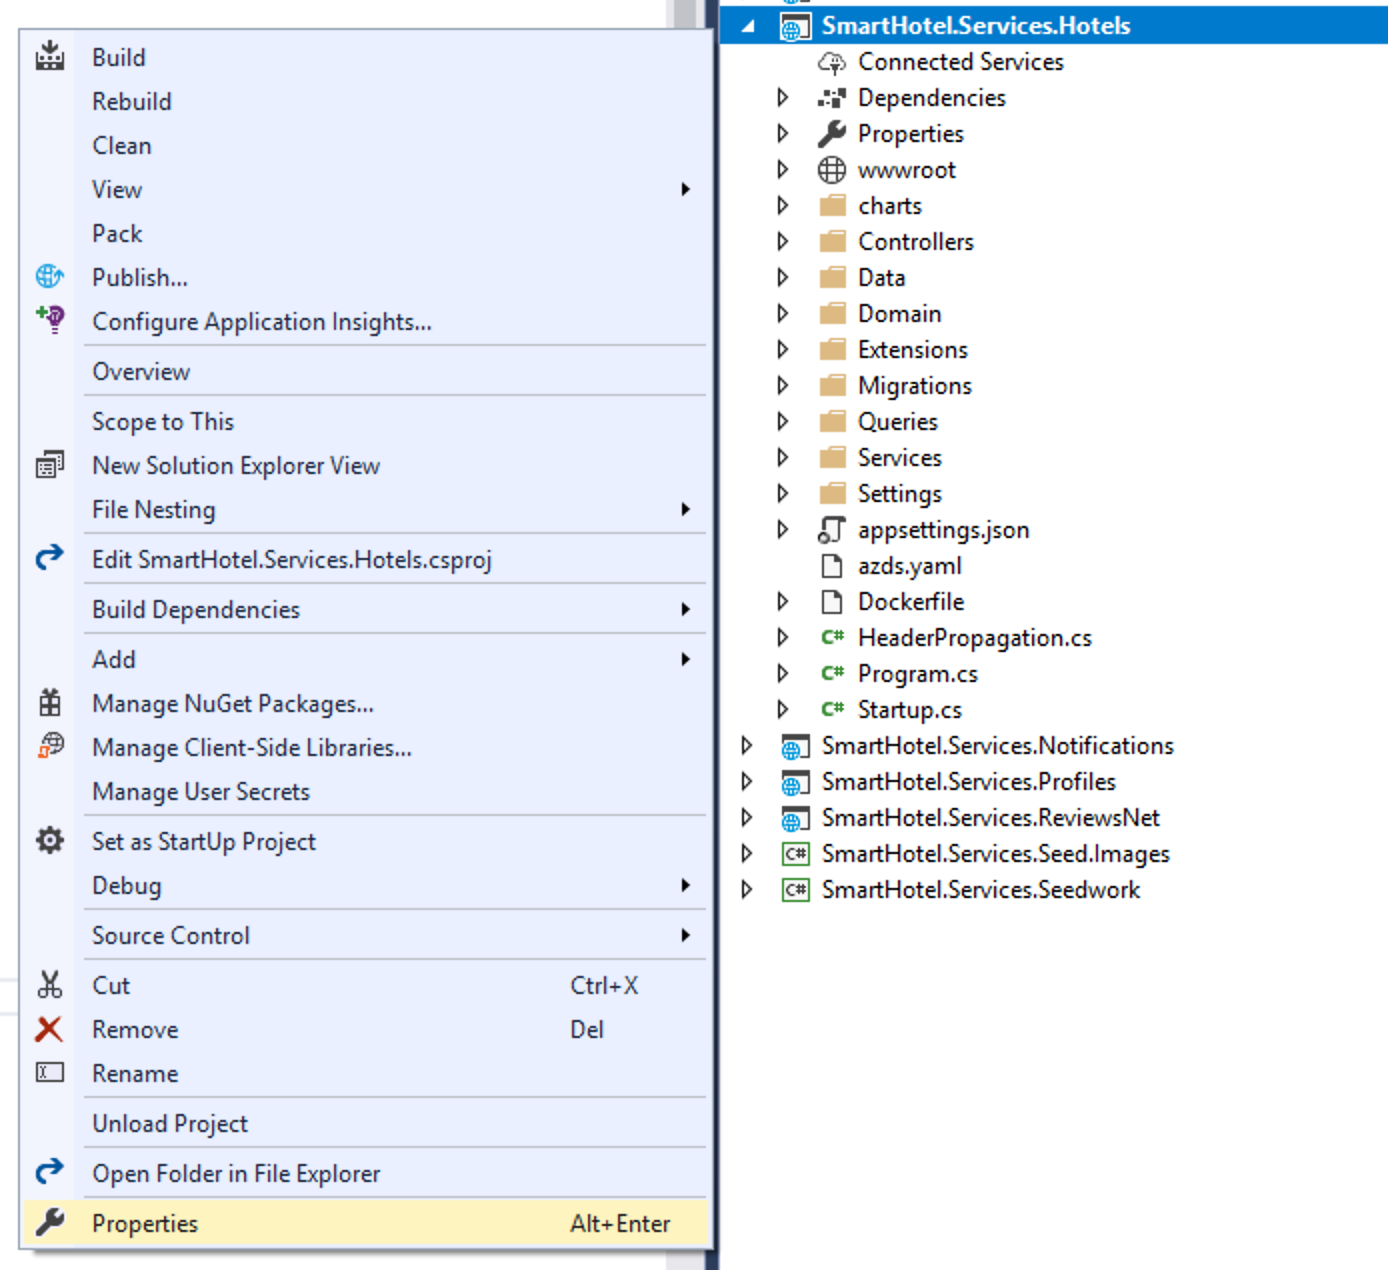 Build
Rebuild
Clean
View
Pack
Publish...
Configure Application Insights...
Overview
Scope to This
New Solution Explorer View
File Nesting
Edit SmartHotel.Services.Hotels.csproj
Build Dependencies
Add
Manage NuGet Packages...
Manage Client-Side Libraries...
Manage User Secrets
Set as StartUp Project
Debug
Source Control
Cut Ctrl+X
Remove Del
Rename
Unload Project
Open Folder in File Explorer
Properties Alt+Enter
SmartHotel.Services.Hotels
Connected Services
Dependencies
Properties
wwwroot
charts
Controllers
Data
Domain
Extensions
Migrations
Queries
Services
Settings
appsettings.json
azds.yaml
Dockerfile
C# HeaderPropagation.cs
C# Program.cs
C# Startup.cs
SmartHotel.Services.Notifications
SmartHotel.Services.Profiles
SmartHotel.Services.ReviewsNet
C# SmartHotel.Services.Seed.Images
C# SmartHotel.Services.Seedwork